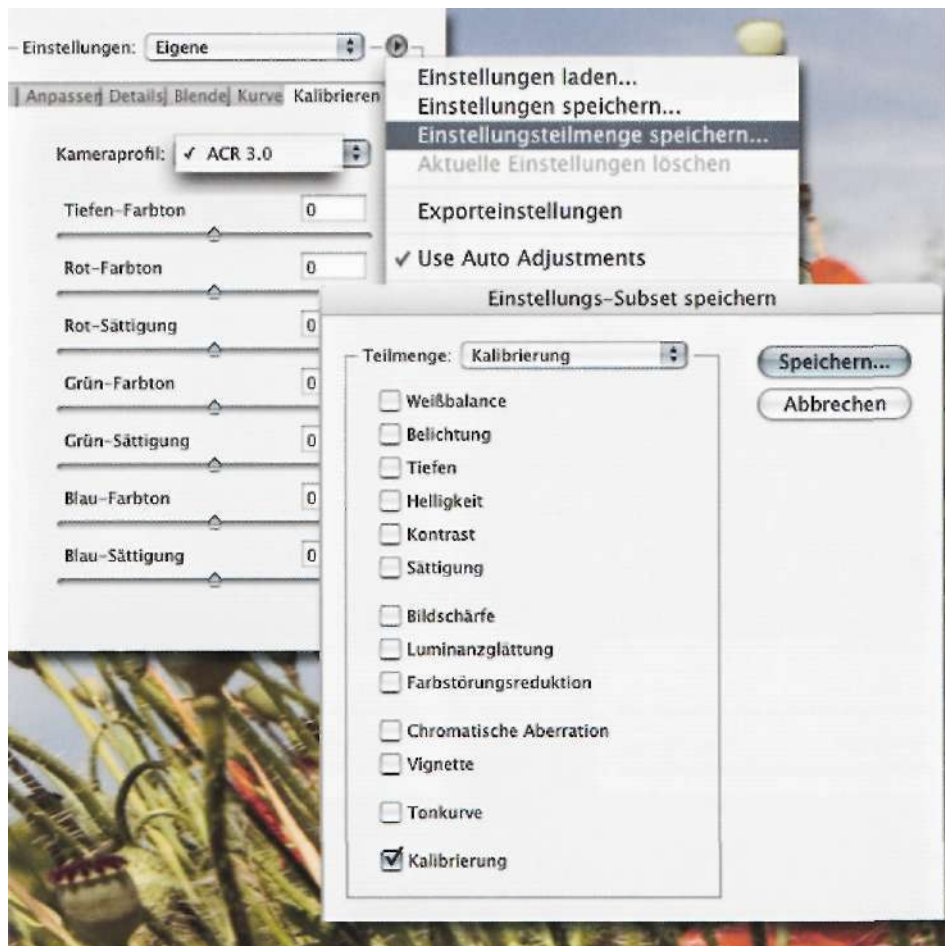 Einstellungen: Eigene
Anpassen Details Blende Kurve Kalibrieren
Kameraprofil: ✓ ACR 3.0
Tiefen-Farbton 0
Rot-Farbton 0
Rot-Sättigung 0
Grün-Farbton 0
Grün-Sättigung 0
Blau-Farbton 0
Blau-Sättigung 0
Einstellungen laden...
Einstellungen speichern...
Einstellungsteilmenge speichern...
Aktuelle Einstellungen löschen
Exporteinstellungen
✓ Use Auto Adjustments
Einstellungs-Subset speichern
Teilmenge: Kalibrierung
Weißbalance
Belichtung
Tiefen
Helligkeit
Kontrast
Sättigung
Bildschärfe
Luminanzglättung
Farbstörungsreduktion
Chromatische Aberration
Vignette
Tonkurve
Kalibrierung
Speichern...
Abbrechen